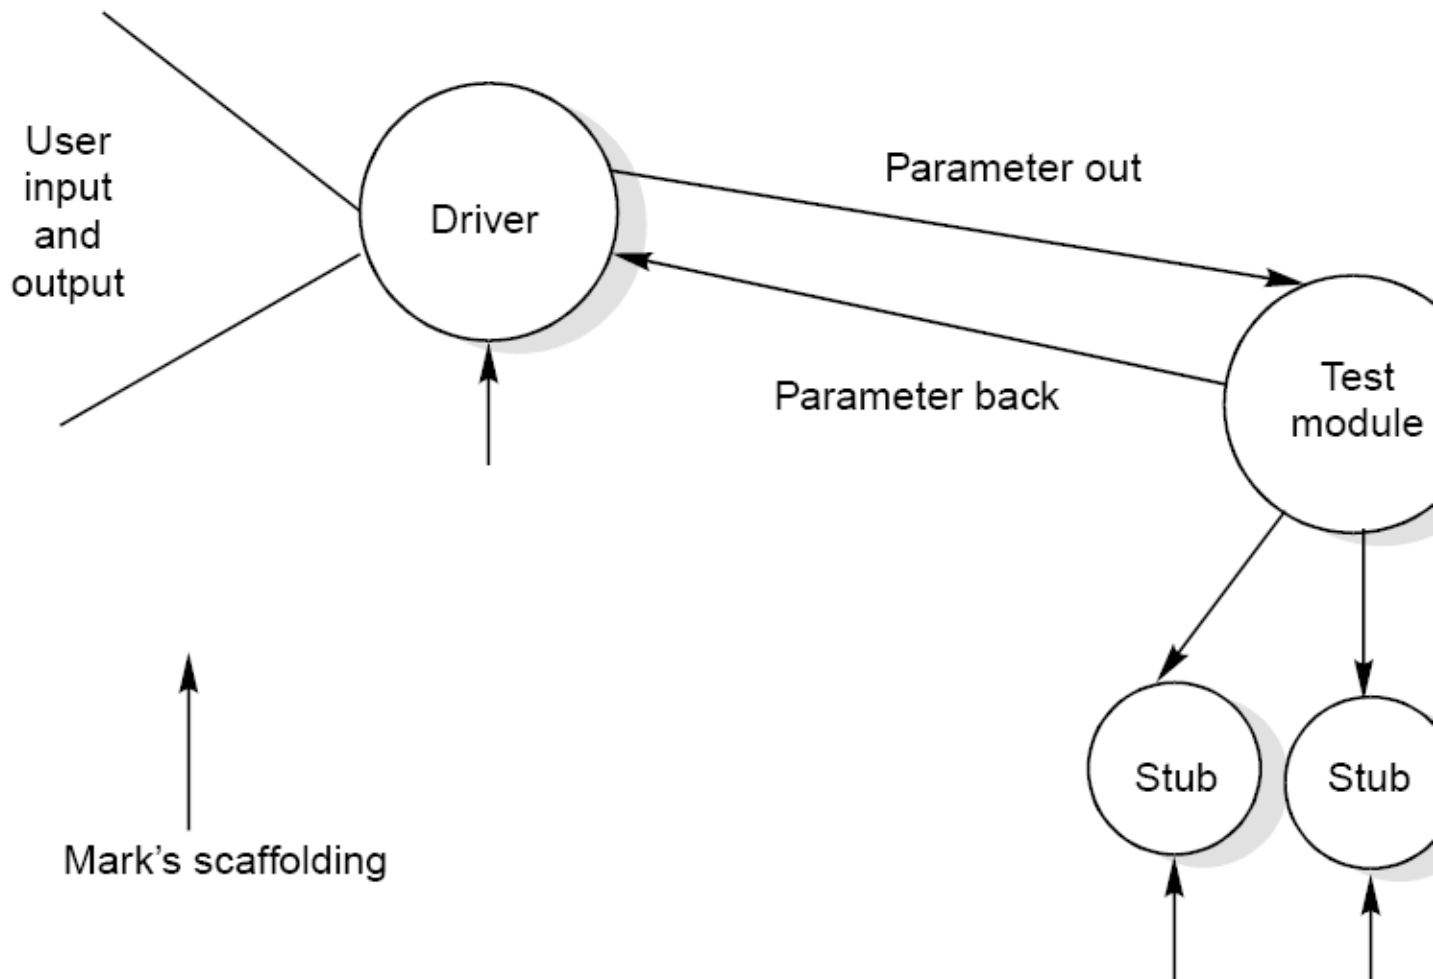 User
input
and
output
Driver
Parameter out
Parameter back
Test
module
Stub
Stub
Mark's scaffolding